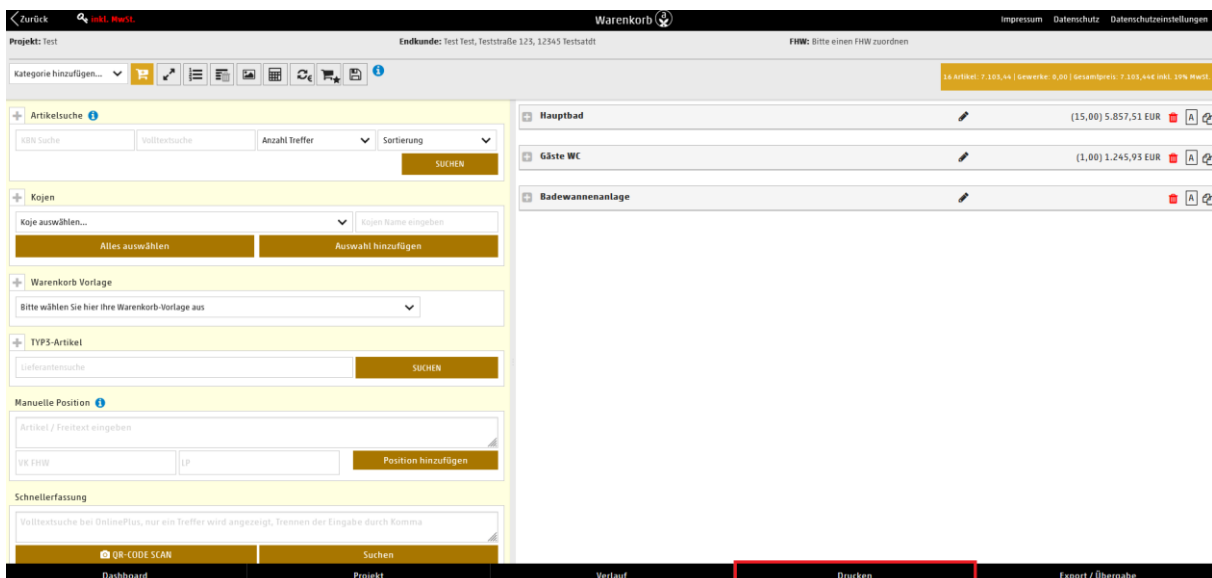 Zurück
inkl. MwSt.
Warenkorb
Impressum Datenschutz Datenschutzeinstellungen
Projekt: Test
Endkunde: Test Test, Teststraße 123, 12345 Testsatdt
FHW: Bitte einen FHW zuordnen
Kategorie hinzufügen...
16 Artikel: 7.103,44 | Gewerke: 0,00 | Gesamtpreis: 7.103,44€ inkl. 19% MwSt.
Artikelsuche
KBN Suche Volltextsuche Anzahl Treffer Sortierung
SUCHEN
Kojen
Koje auswählen... Kojen Name eingeben
Alles auswählen Auswahl hinzufügen
Warenkorb Vorlage
Bitte wählen Sie hier Ihre Warenkorb-Vorlage aus
TYP3-Artikel
Lieferantensuche SUCHEN
Manuelle Position
Artikel / Freitext eingeben
VK FHW LP Position hinzufügen
Schnellerfassung
Volltextsuche bei OnlinePlus, nur ein Treffer wird angezeigt, Trennen der Eingabe durch Komma
QR-CODE SCAN Suchen
Hauptbad (15,00) 5.857,51 EUR A
Gäste WC (1,00) 1.245,93 EUR A
Badewannenanlage A
Dashboard Projekt Verlauf Drucken Export / Übergabe